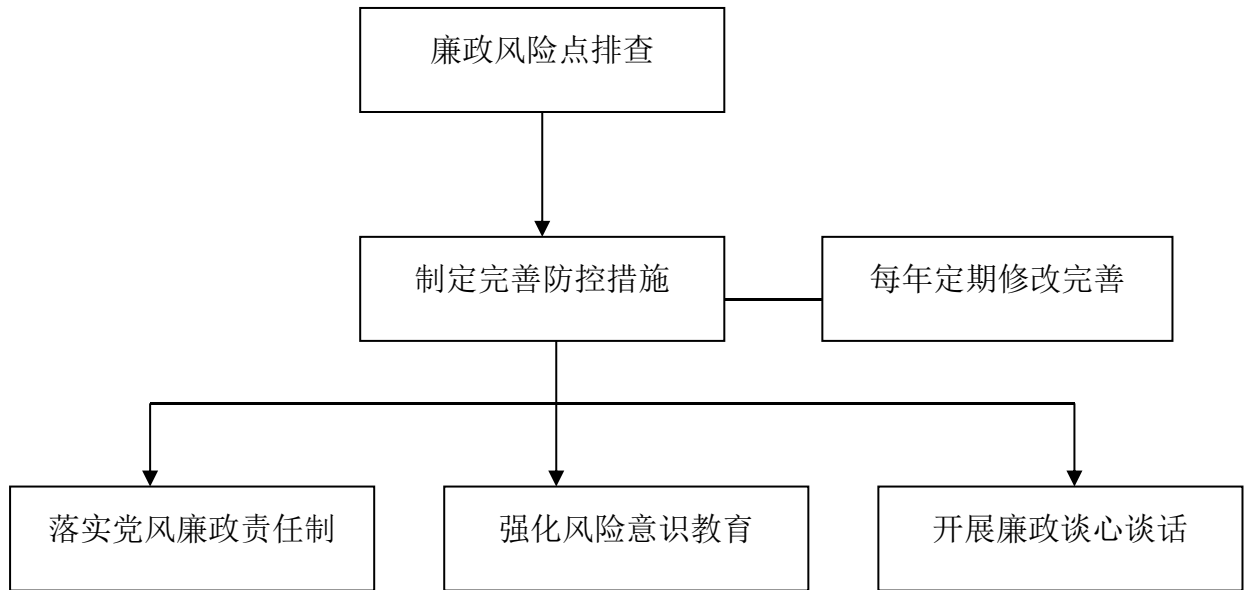 廉政风险点排查
制定完善防控措施
每年定期修改完善
落实党风廉政责任制
强化风险意识教育
开展廉政谈心谈话